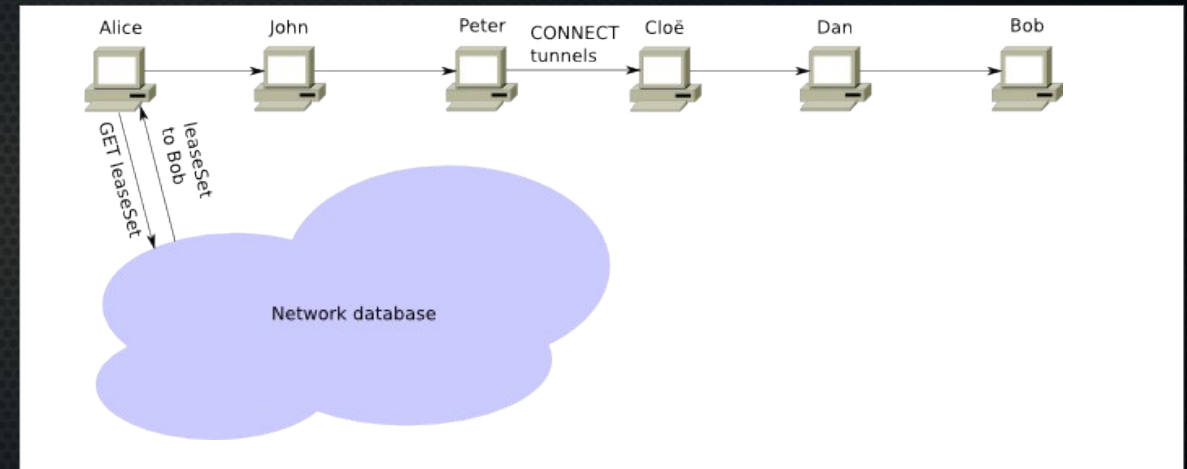 Alice
John
Peter
CONNECT
tunnels
Cloë
Dan
Bob
GET leaseSet
leaseSet
to Bob
Network database